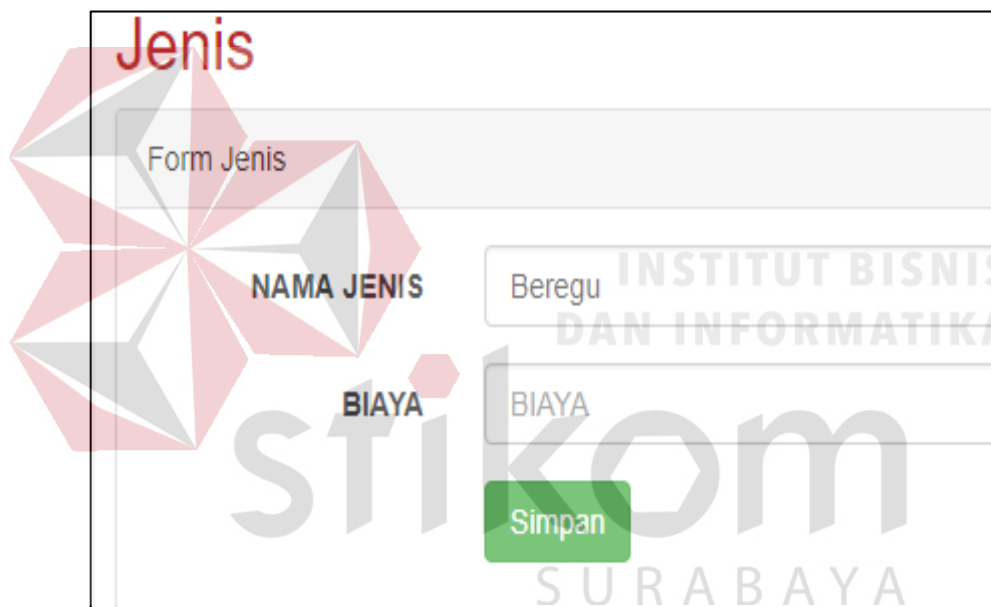 Jenis
Form Jenis
NAMA JENIS
Beregu
INSTITUT BISNIS
DAN INFORMATIKA
BIAYA
BIAYA
stikom
Simpan
SURABAYA